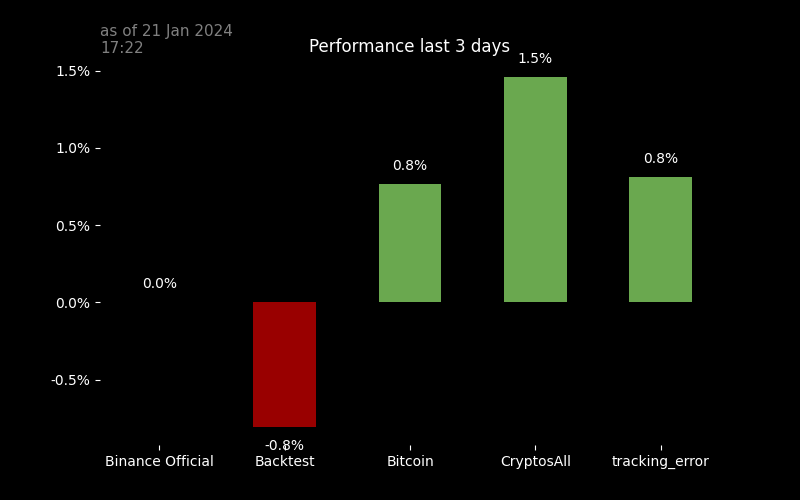 as of 21 Jan 2024
17:22
Performance last 3 days
1.5%
1.5%
1.0%
0.8%
0.8%
0.5%
0.0%
0.0%
-0.5%
-0.8%
Binance Official
Backtest
Bitcoin
CryptosAll
tracking_error